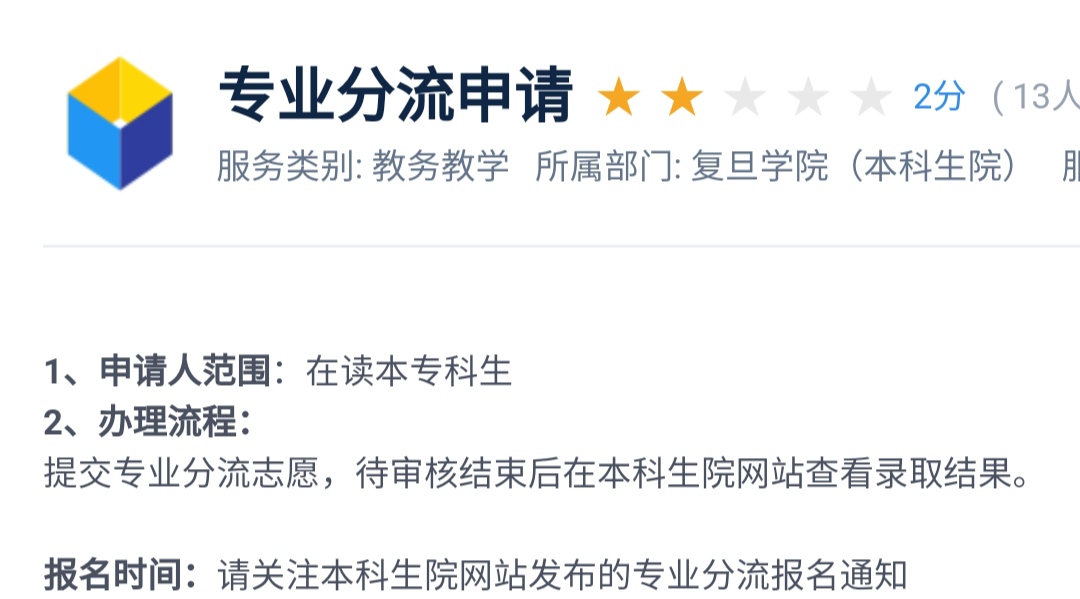 专业分流申请 2分 （13人
服务类别: 教务教学 所属部门: 复旦学院（本科生院）
1、申请人范围：在读本专科生
2、办理流程：
提交专业分流志愿，待审核结束后在本科生院网站查看录取结果。
报名时间：请关注本科生院网站发布的专业分流报名通知